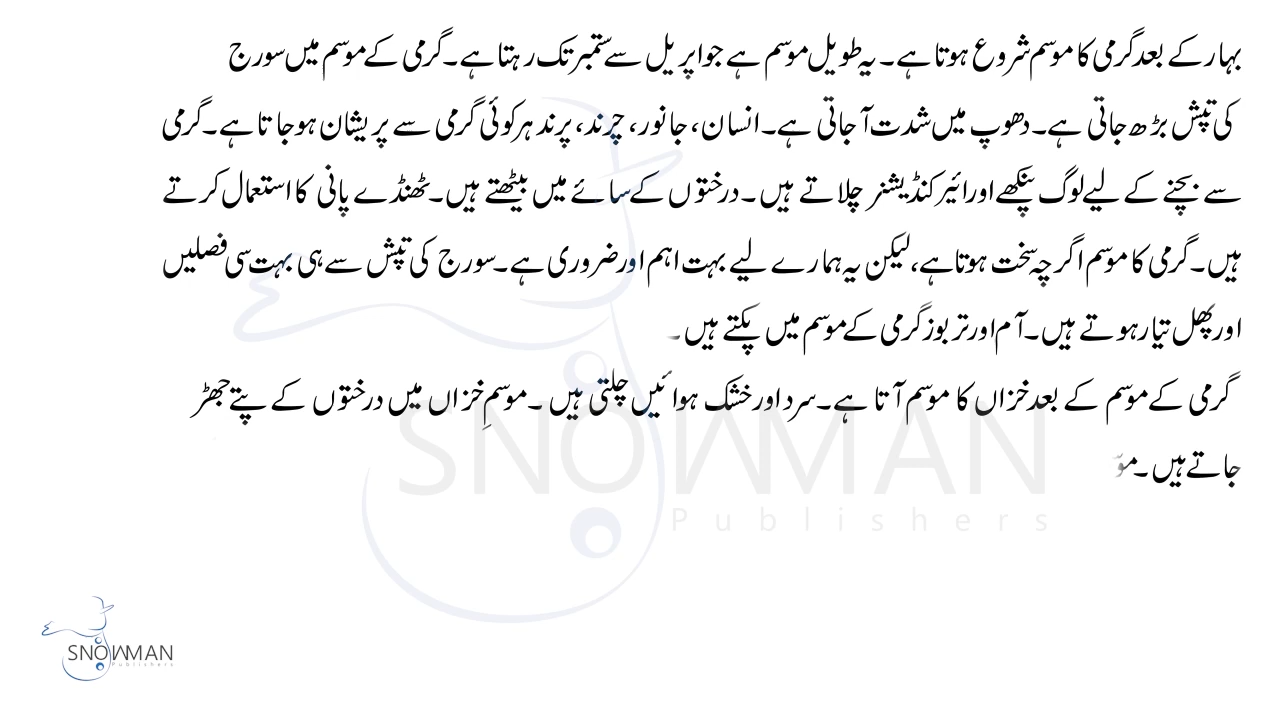 بہار کے بعد گرمی کا موسم شروع ہوتا ہے۔ یہ طویل موسم ہے جو اپریل سے ستمبر تک رہتا ہے۔ گرمی کے موسم میں سورج
کی تپش بڑھ جاتی ہے۔ دھوپ میں شدت آ جاتی ہے۔ انسان، جانور، چرند، پرند ہر کوئی گرمی سے پریشان ہو جاتا ہے۔ گرمی
سے بچنے کے لیے لوگ پنکھے اور ائیر کنڈیشنر چلاتے ہیں۔ درختوں کے سائے میں بیٹھتے ہیں۔ ٹھنڈے پانی کا استعمال کرتے
ہیں۔ گرمی کا موسم اگرچہ سخت ہوتا ہے، لیکن یہ ہمارے لیے بہت اہم اور ضروری ہے۔ سورج کی تپش سے ہی بہت سی فصلیں
اور پھل تیار ہوتے ہیں۔ آم اور تربوز گرمی کے موسم میں پکتے ہیں۔
گرمی کے موسم کے بعد خزاں کا موسم آتا ہے۔ سرد اور خشک ہوائیں چلتی ہیں۔ موسمِ خزاں میں درختوں کے پتے جھڑ
جاتے ہیں۔
SNOWMAN
Publishers
SNOWMAN
Publishers